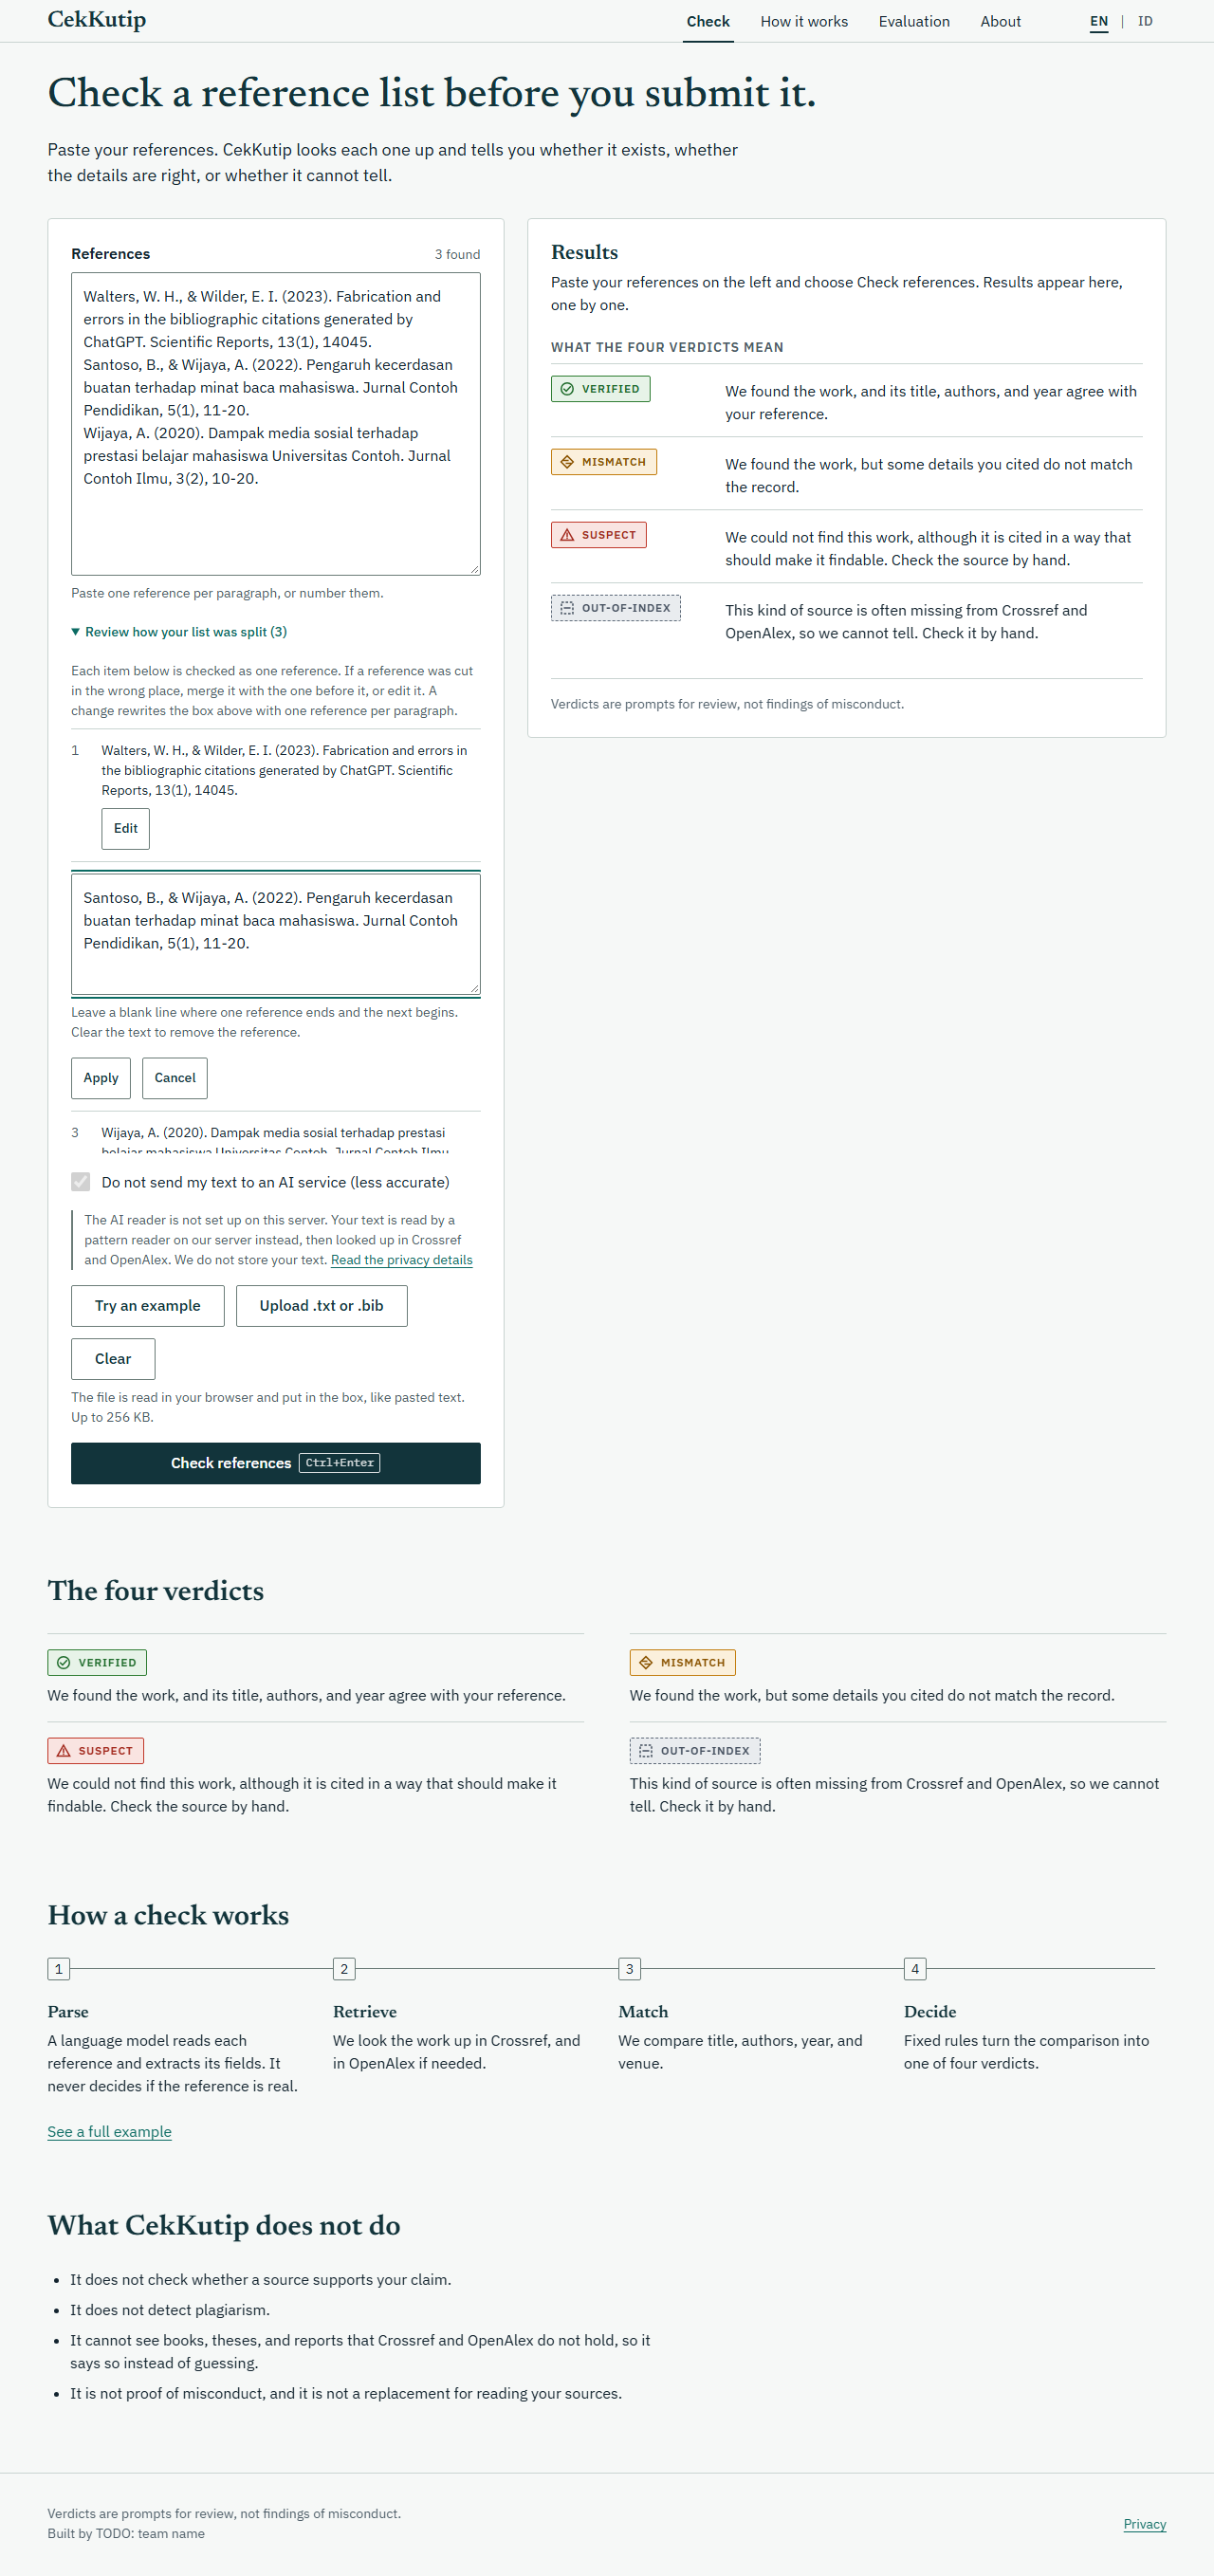 CekKutip
Check
How it works
Evaluation
About
EN | ID
Check a reference list before you submit it.
Paste your references. CekKutip looks each one up and tells you whether it exists, whether
the details are right, or whether it cannot tell.
References
3 found
Walters, W. H., & Wilder, E. I. (2023). Fabrication and
errors in the bibliographic citations generated by
ChatGPT. Scientific Reports, 13(1), 14045.
Santoso, B., & Wijaya, A. (2022). Pengaruh kecerdasan
buatan terhadap minat baca mahasiswa. Jurnal Contoh
Pendidikan, 5(1), 11-20.
Wijaya, A. (2020). Dampak media sosial terhadap
prestasi belajar mahasiswa Universitas Contoh. Jurnal
Contoh Ilmu, 3(2), 10-20.
Paste one reference per paragraph, or number them.
▼ Review how your list was split (3)
Each item below is checked as one reference. If a reference was cut
in the wrong place, merge it with the one before it, or edit it. A
change rewrites the box above with one reference per paragraph.
1
Walters, W. H., & Wilder, E. I. (2023). Fabrication and errors in
the bibliographic citations generated by ChatGPT. Scientific
Reports, 13(1), 14045.
Edit
Santoso, B., & Wijaya, A. (2022). Pengaruh kecerdasan
buatan terhadap minat baca mahasiswa. Jurnal Contoh
Pendidikan, 5(1), 11-20.
Leave a blank line where one reference ends and the next begins.
Clear the text to remove the reference.
Apply
Cancel
3
Wijaya, A. (2020). Dampak media sosial terhadap prestasi
belajar mahasiswa Universitas Contoh. Jurnal Contoh Ilmu
Do not send my text to an AI service (less accurate)
The AI reader is not set up on this server. Your text is read by a
pattern reader on our server instead, then looked up in Crossref
and OpenAlex. We do not store your text. Read the privacy details
Try an example
Upload .txt or .bib
Clear
The file is read in your browser and put in the box, like pasted text.
Up to 256 KB.
Check references Ctrl+Enter
Results
Paste your references on the left and choose Check references. Results appear here,
one by one.
WHAT THE FOUR VERDICTS MEAN
VERIFIED
We found the work, and its title, authors, and year agree with
your reference.
MISMATCH
We found the work, but some details you cited do not match
the record.
SUSPECT
We could not find this work, although it is cited in a way that
should make it findable. Check the source by hand.
OUT-OF-INDEX
This kind of source is often missing from Crossref and
OpenAlex, so we cannot tell. Check it by hand.
Verdicts are prompts for review, not findings of misconduct.
The four verdicts
VERIFIED
We found the work, and its title, authors, and year agree with your reference.
MISMATCH
We found the work, but some details you cited do not match the record.
SUSPECT
We could not find this work, although it is cited in a way that should make it
findable. Check the source by hand.
OUT-OF-INDEX
This kind of source is often missing from Crossref and OpenAlex, so we cannot
tell. Check it by hand.
How a check works
1
Parse
A language model reads each
reference and extracts its fields. It
never decides if the reference is real.
2
Retrieve
We look the work up in Crossref, and
in OpenAlex if needed.
3
Match
We compare title, authors, year, and
venue.
4
Decide
Fixed rules turn the comparison into
one of four verdicts.
See a full example
What CekKutip does not do
• It does not check whether a source supports your claim.
• It does not detect plagiarism.
• It cannot see books, theses, and reports that Crossref and OpenAlex do not hold, so it
says so instead of guessing.
• It is not proof of misconduct, and it is not a replacement for reading your sources.
Verdicts are prompts for review, not findings of misconduct.
Built by TODO: team name
Privacy